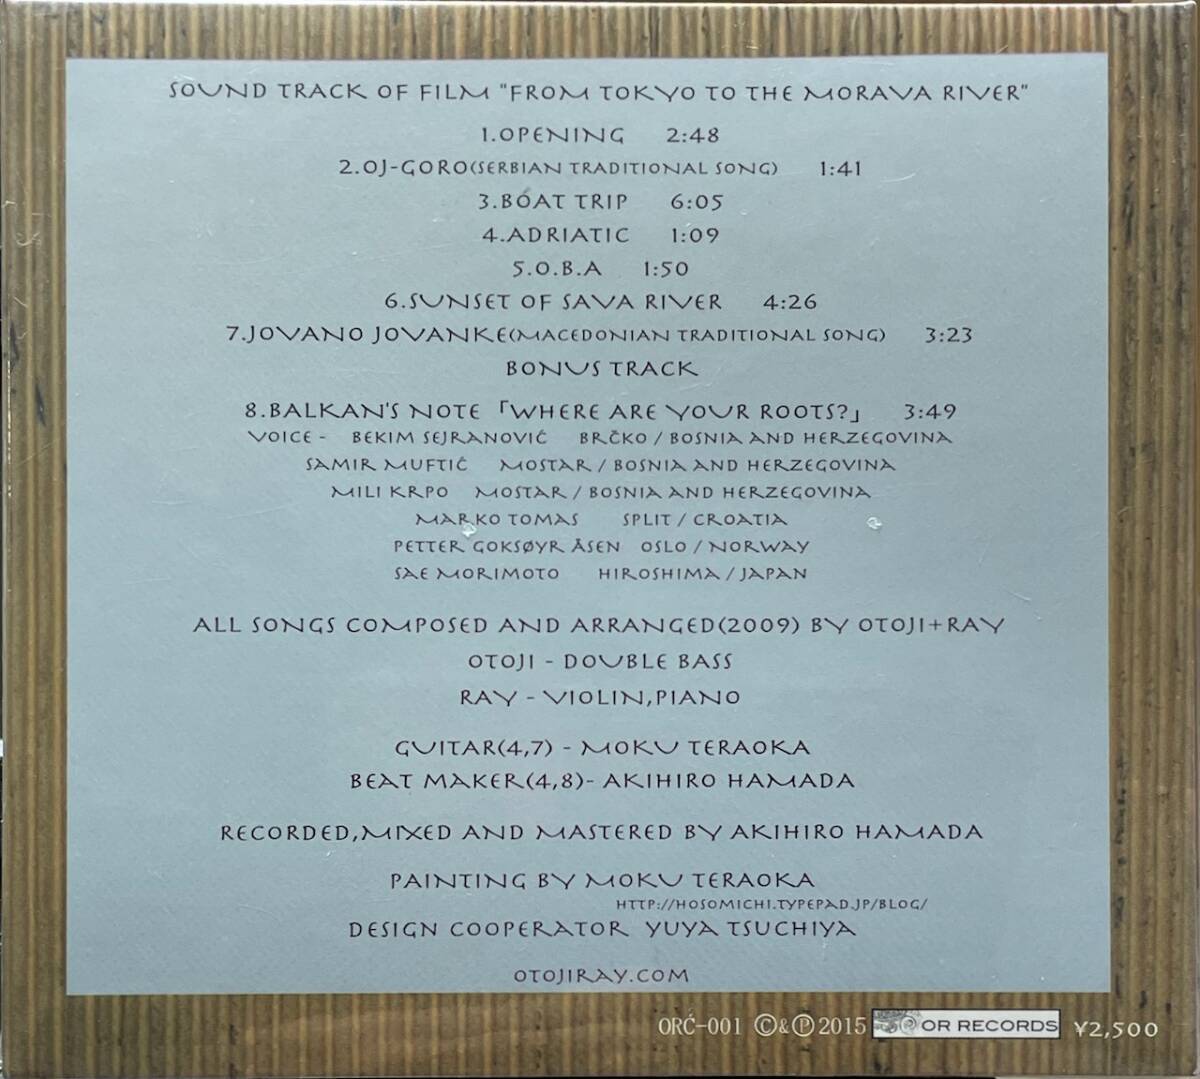 SOUND TRACK OF FILM "FROM TOKYO TO THE MORAVA RIVER"
1.OPENING 2:48
2.OJ-GORO(SERBIAN TRADITIONAL SONG) 1:41
3.BOAT TRIP 6:05
4.ADRIATIC 1:09
5.O.B.A 1:50
6.SUNSET OF SAVA RIVER 4:26
7.JOVANO JOVANKE(MACEDONIAN TRADITIONAL SONG) 3:23
BONUS TRACK
8.BALKAN'S NOTE 「WHERE ARE YOUR ROOTS?」 3:49
VOICE - BEKIM SEJRANOVIĆ BRČKO / BOSNIA AND HERZEGOVINA
SAMIR MUFTIĆ MOSTAR / BOSNIA AND HERZEGOVINA
MILI KRPO MOSTAR / BOSNIA AND HERZEGOVINA
MARKO TOMAS SPLIT / CROATIA
PETTER GOKSØYR ÅSEN OSLO / NORWAY
SAE MORIMOTO HIROSHIMA / JAPAN
ALL SONGS COMPOSED AND ARRANGED(2009) BY OTOJI+RAY
OTOJI - DOUBLE BASS
RAY - VIOLIN,PIANO
GUITAR(4,7) - MOKU TERAOKA
BEAT MAKER(4,8)- AKIHIRO HAMADA
RECORDED,MIXED AND MASTERED BY AKIHIRO HAMADA
PAINTING BY MOKU TERAOKA
HTTP://HOSOMICHI.TYPEPAD.JP/BLOG/
DESIGN COOPERATOR YUYA TSUCHIYA
OTOJIRAY.COM
ORĆ-001 Ⓒ&Ⓟ 2015 OR RECORDS ¥2,500